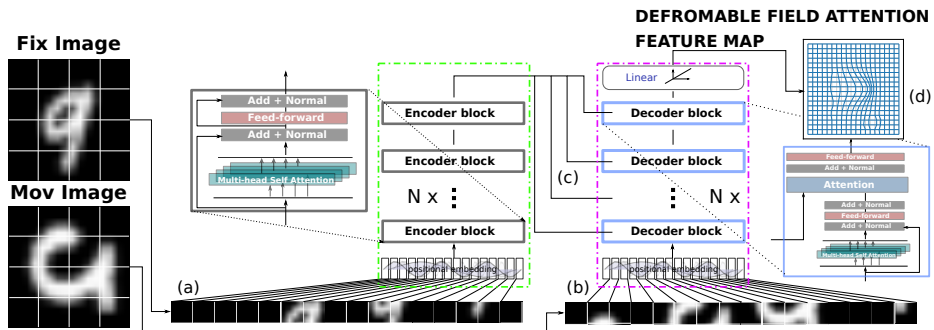 DEFROMABLE FIELD ATTENTION
FEATURE MAP
Fix Image
Mov Image
Add + Normal
Feed-forward
Add + Normal
Multi-head Self Attention
Encoder block
Encoder block
N x
Encoder block
positional embedding
(a)
(c)
Linear
Decoder block
Decoder block
N x
Decoder block
positional embedding
(b)
(d)
Feed-forward
Add + Normal
Attention
Add + Normal
Feed-forward
Add + Normal
Multi-head Self Attention